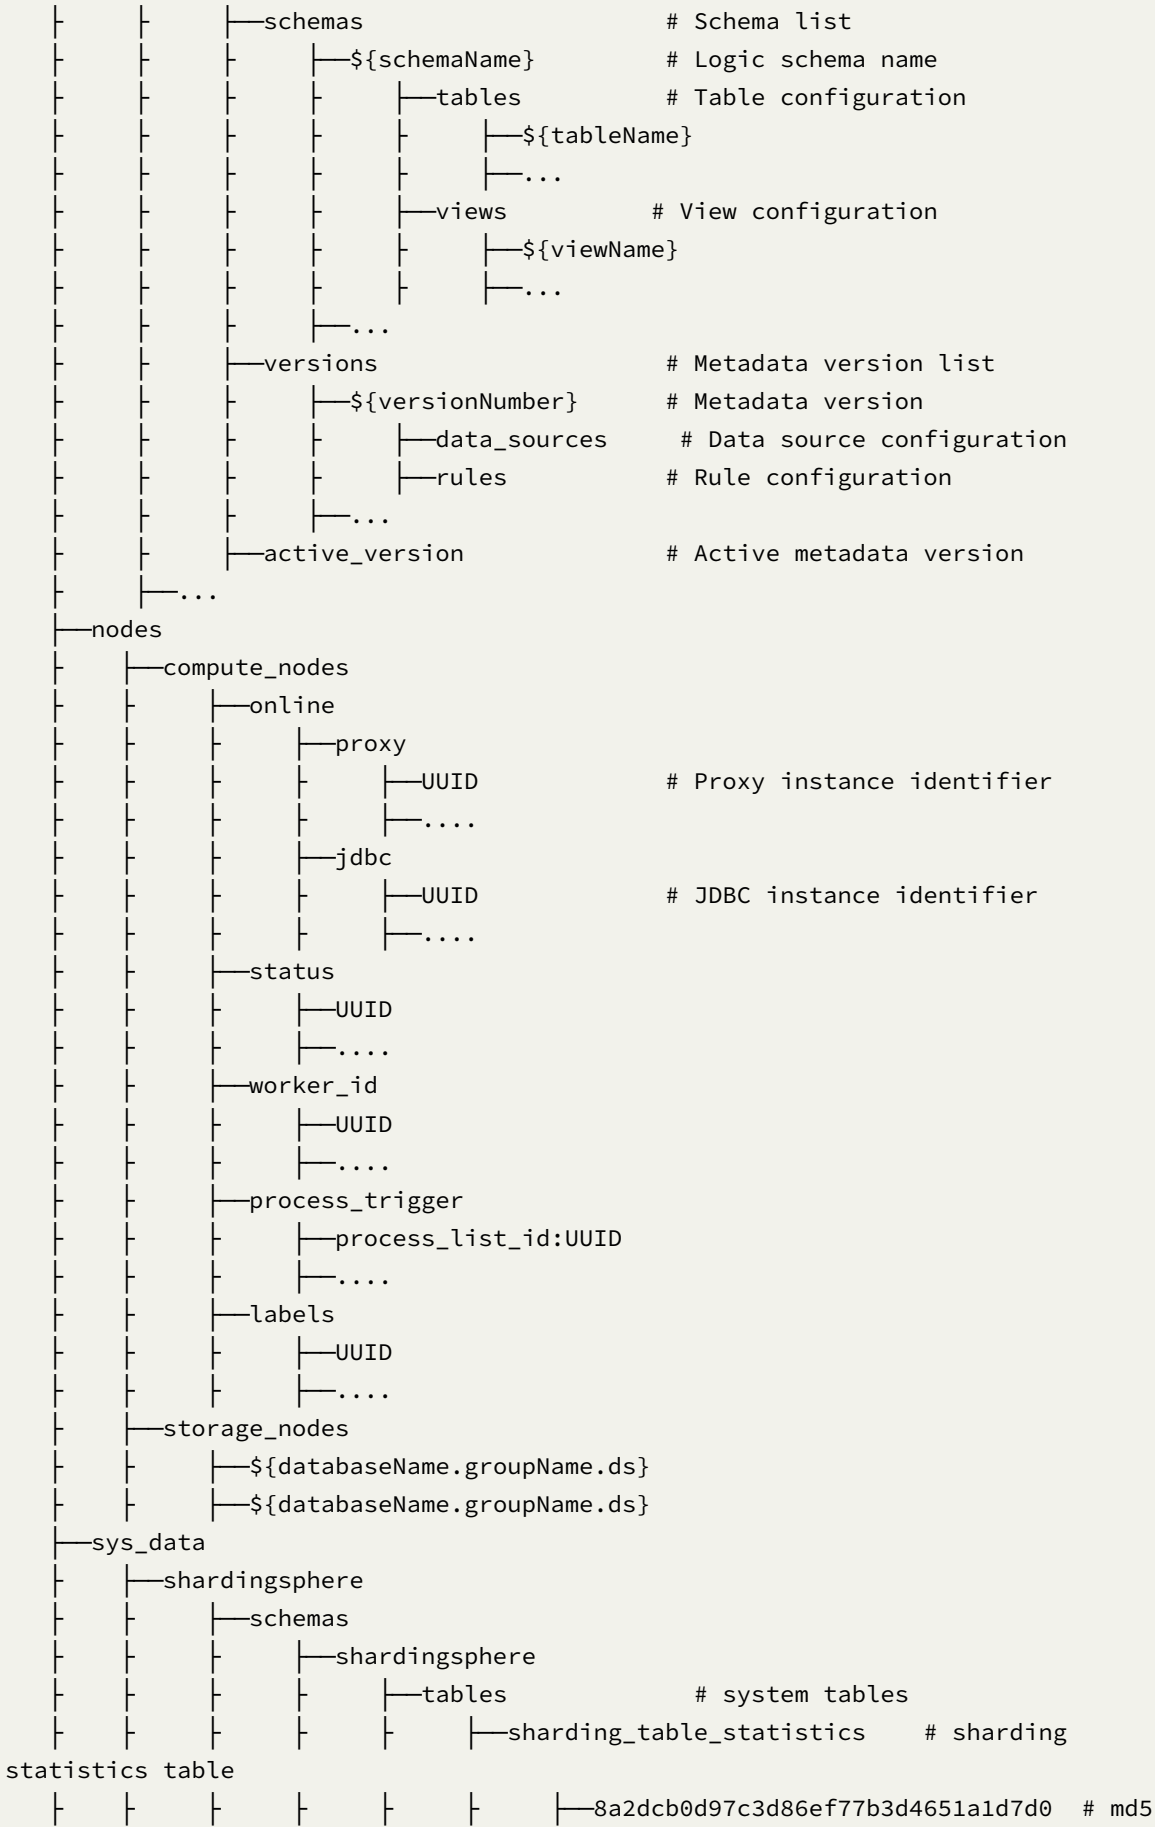 ├      ├     ├──schemas                     # Schema list
├      ├     ├     ├──${schemaName}         # Logic schema name
├      ├     ├     ├     ├──tables          # Table configuration
├      ├     ├     ├     ├     ├──${tableName}
├      ├     ├     ├     ├     ├──...
├      ├     ├     ├     ├──views          # View configuration
├      ├     ├     ├     ├     ├──${viewName}
├      ├     ├     ├     ├     ├──...
├      ├     ├     ├──...
├      ├     ├──versions                    # Metadata version list
├      ├     ├     ├──${versionNumber}      # Metadata version
├      ├     ├     ├     ├──data_sources     # Data source configuration
├      ├     ├     ├     ├──rules           # Rule configuration
├      ├     ├     ├──...
├      ├     ├──active_version              # Active metadata version
├      ├──...
├──nodes
├     ├──compute_nodes
├     ├     ├──online
├     ├     ├     ├──proxy
├     ├     ├     ├     ├──UUID             # Proxy instance identifier
├     ├     ├     ├     ├──....
├     ├     ├     ├──jdbc
├     ├     ├     ├     ├──UUID             # JDBC instance identifier
├     ├     ├     ├     ├──....
├     ├     ├──status
├     ├     ├     ├──UUID
├     ├     ├     ├──....
├     ├     ├──worker_id
├     ├     ├     ├──UUID
├     ├     ├     ├──....
├     ├     ├──process_trigger
├     ├     ├     ├──process_list_id:UUID
├     ├     ├     ├──....
├     ├     ├──labels
├     ├     ├     ├──UUID
├     ├     ├     ├──....
├     ├──storage_nodes
├     ├     ├──${databaseName.groupName.ds}
├     ├     ├──${databaseName.groupName.ds}
├──sys_data
├     ├──shardingsphere
├     ├     ├──schemas
├     ├     ├     ├──shardingsphere
├     ├     ├     ├     ├──tables             # system tables
├     ├     ├     ├     ├     ├──sharding_table_statistics    # sharding
statistics table
├     ├     ├     ├     ├     ├     ├──8a2dcb0d97c3d86ef77b3d4651a1d7d0  # md5